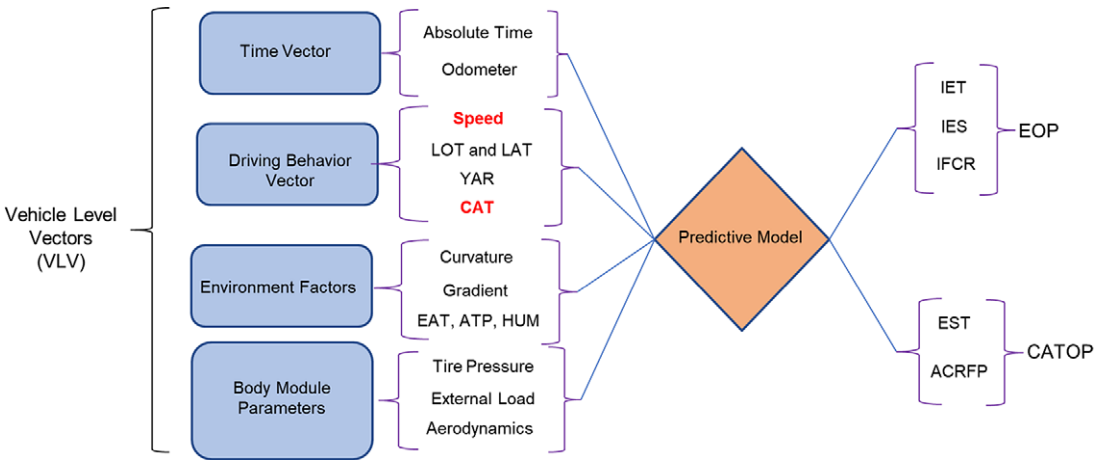 Vehicle Level
Vectors
(VLV)
Time Vector
Absolute Time
Odometer
Driving Behavior
Vector
Speed
LOT and LAT
YAR
CAT
Environment Factors
Curvature
Gradient
EAT, ATP, HUM
Body Module
Parameters
Tire Pressure
External Load
Aerodynamics
Predictive Model
IET
IES
IFCR
EOP
EST
ACRFP
CATOP